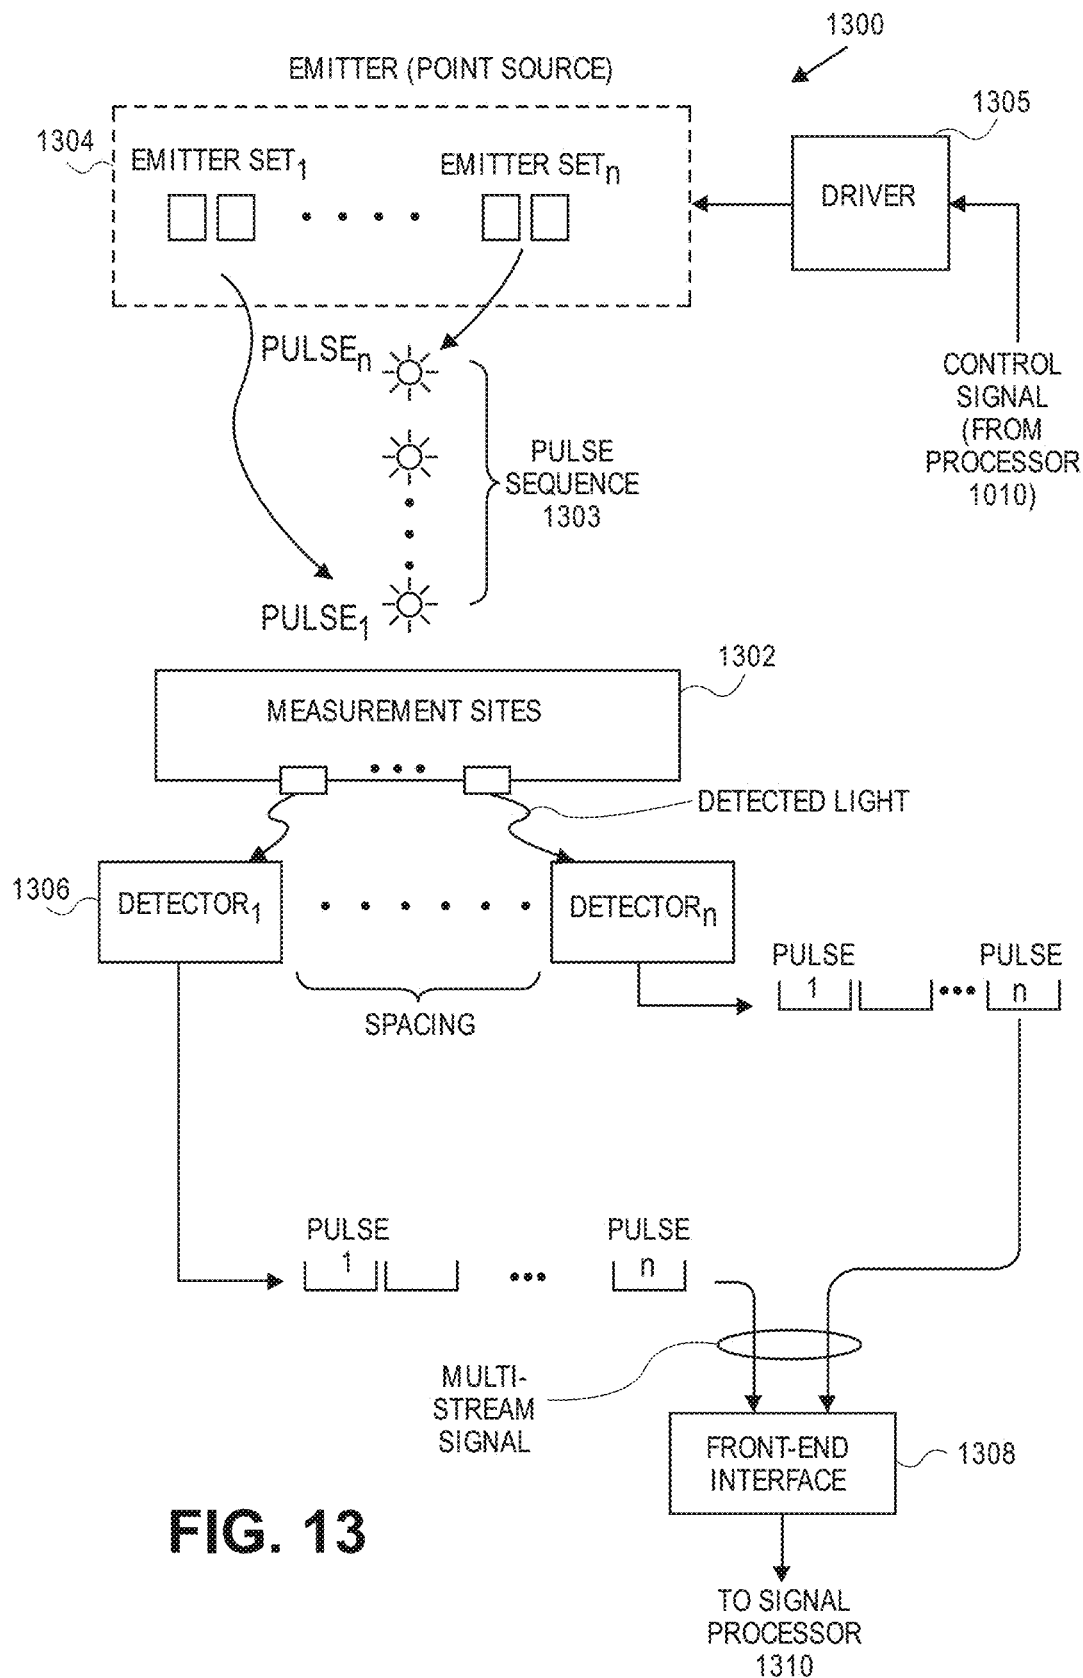 1300
EMITTER (POINT SOURCE)
1304
1305
EMITTER SET1
EMITTER SETn
DRIVER
PULSEn
CONTROL
SIGNAL
(FROM
PROCESSOR
1010)
PULSE
SEQUENCE
1303
PULSE1
1302
MEASUREMENT SITES
DETECTED LIGHT
1306
DETECTOR1
DETECTORn
PULSE
1
PULSE
n
SPACING
PULSE
1
PULSE
n
MULTI-
STREAM
SIGNAL
FRONT-END
INTERFACE
1308
FIG. 13
TO SIGNAL
PROCESSOR
1310